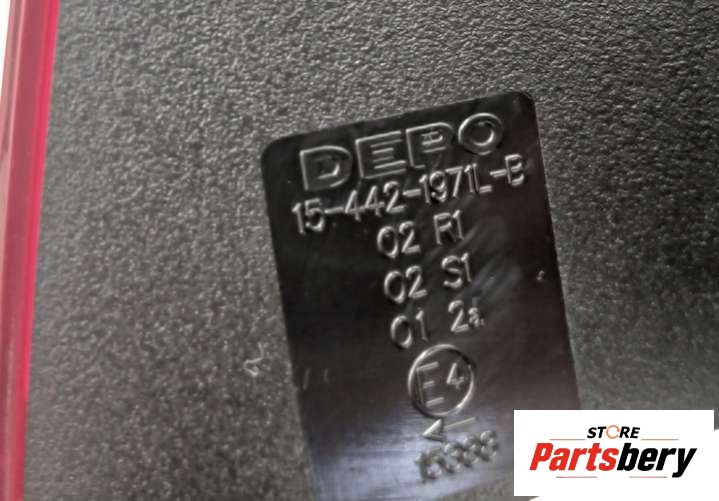 DEPO
15-442-1971L-B
02 R1
02 S1
01 2a
E4
STORE
Partsbery